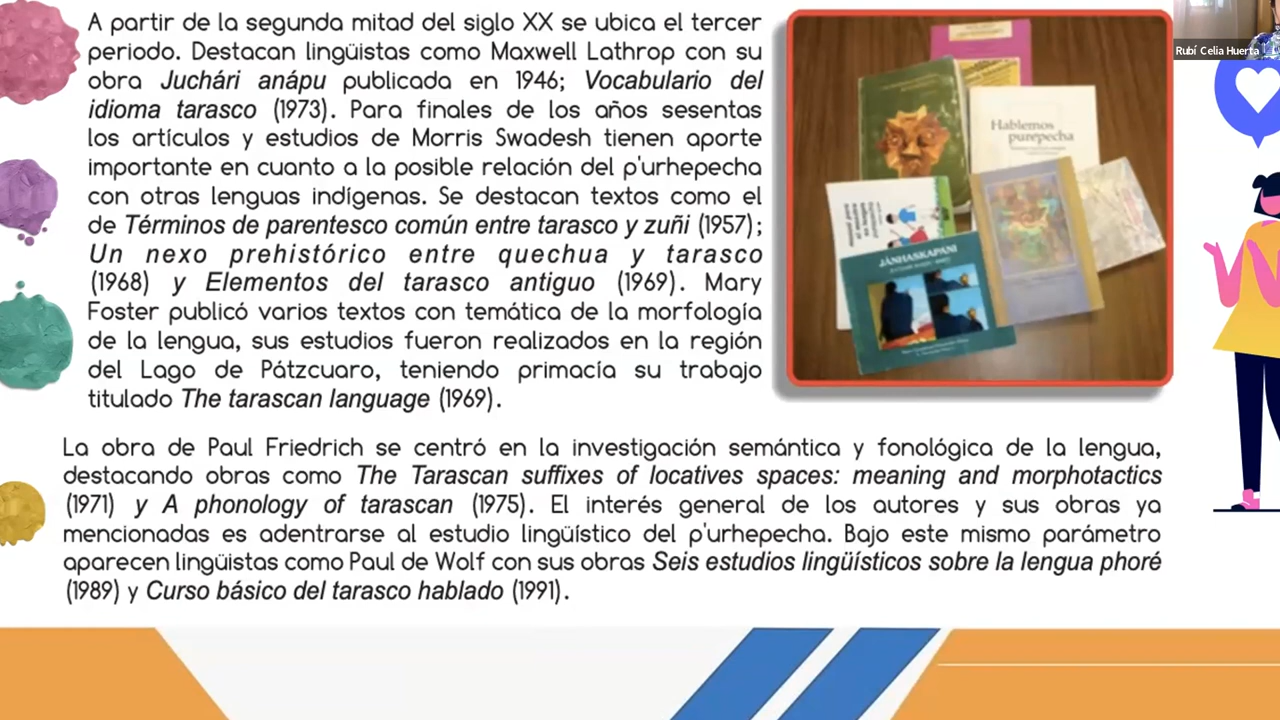 A partir de la segunda mitad del siglo XX se ubica el tercer
periodo. Destacan lingüistas como Maxwell Lathrop con su
obra Juchári anápu publicada en 1946; Vocabulario del
idioma tarasco (1973). Para finales de los años sesentas
los artículos y estudios de Morris Swadesh tienen aporte
importante en cuanto a la posible relación del p'urhepecha
con otras lenguas indígenas. Se destacan textos como el
de Términos de parentesco común entre tarasco y zuñi (1957);
Un nexo prehistórico entre quechua y tarasco
(1968) y Elementos del tarasco antiguo (1969). Mary
Foster publicó varios textos con temática de la morfología
de la lengua, sus estudios fueron realizados en la región
del Lago de Pátzcuaro, teniendo primacía su trabajo
titulado The tarascan language (1969).
Hablemos
purepecha
JÁNHASKAPANI
Rubí Celia Huerta
La obra de Paul Friedrich se centró en la investigación semántica y fonológica de la lengua,
destacando obras como The Tarascan suffixes of locatives spaces: meaning and morphotactics
(1971) y A phonology of tarascan (1975). El interés general de los autores y sus obras ya
mencionadas es adentrarse al estudio lingüístico del p'urhepecha. Bajo este mismo parámetro
aparecen lingüistas como Paul de Wolf con sus obras Seis estudios lingüísticos sobre la lengua phoré
(1989) y Curso básico del tarasco hablado (1991).